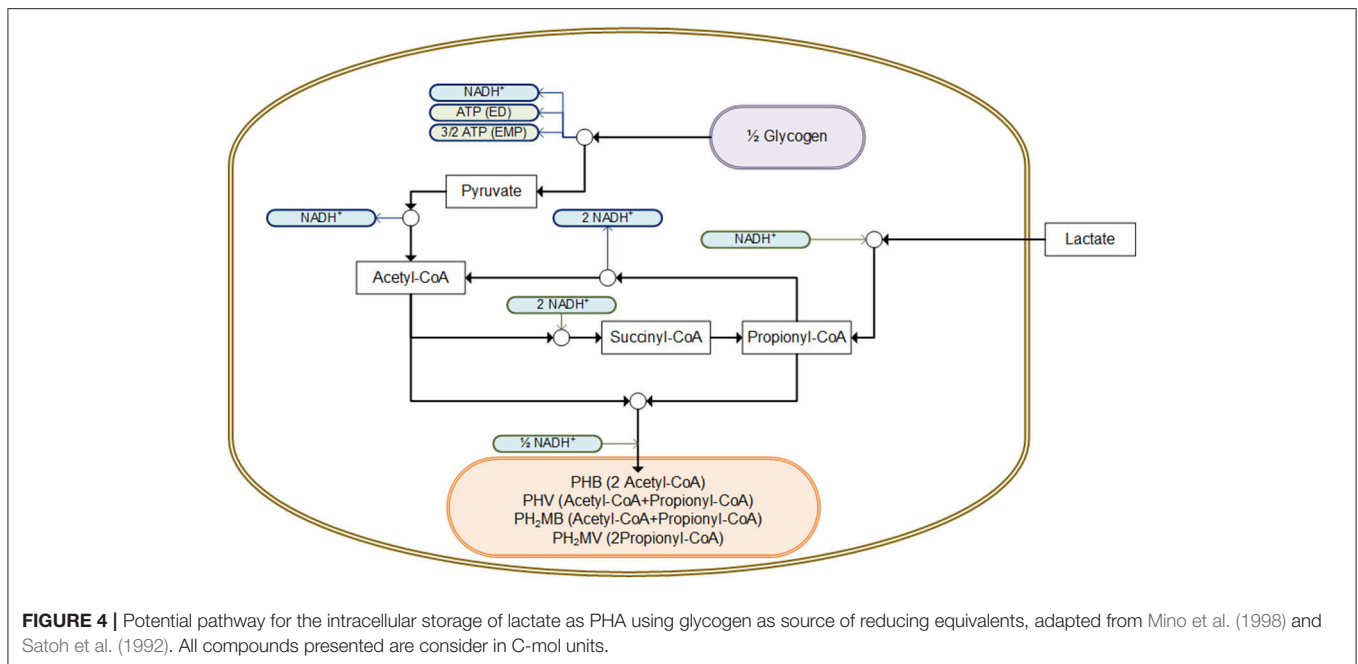 NADH⁺
ATP (ED)
3/2 ATP (EMP)
½ Glycogen
Pyruvate
NADH⁺
2 NADH⁺
NADH⁺
Lactate
Acetyl-CoA
2 NADH⁺
Succinyl-CoA
Propionyl-CoA
½ NADH⁺
PHB (2 Acetyl-CoA)
PHV (Acetyl-CoA+Propionyl-CoA)
PH₂MB (Acetyl-CoA+Propionyl-CoA)
PH₂MV (2Propionyl-CoA)
FIGURE 4 | Potential pathway for the intracellular storage of lactate as PHA using glycogen as source of reducing equivalents, adapted from Mino et al. (1998) and
Satoh et al. (1992). All compounds presented are consider in C-mol units.